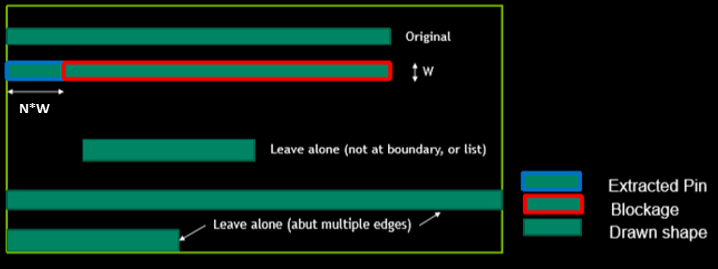 Original
W
N*W
Leave alone (not at boundary, or list)
Leave alone (abut multiple edges)
Extracted Pin
Blockage
Drawn shape